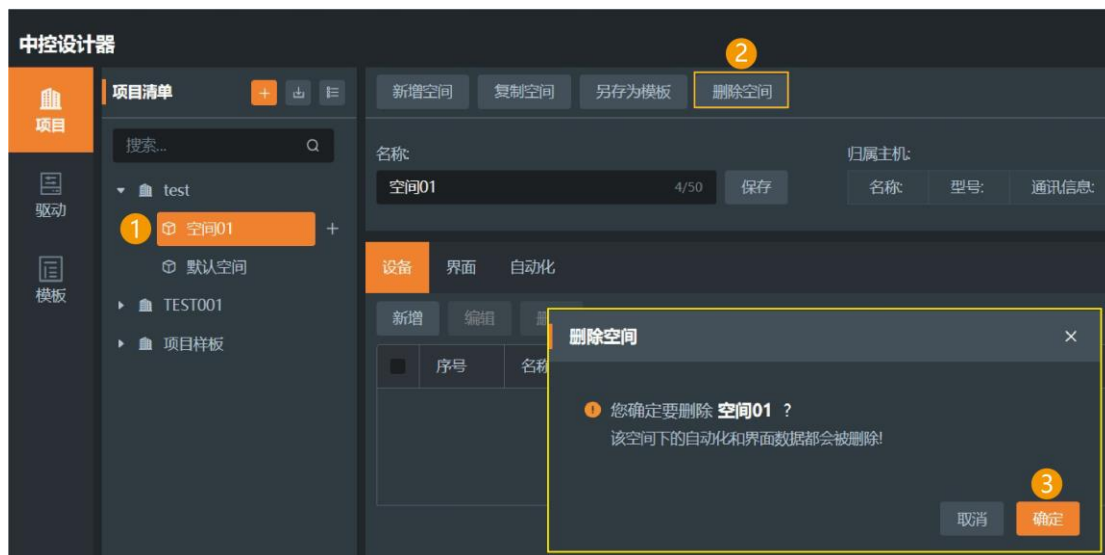 中控设计器
2
项目清单
新增空间 复制空间 另存为模板 删除空间
项目
搜索...
名称:
归属主机:
空间01 4/50 保存
名称: 型号: 通讯信息:
驱动
test
1 空间01
默认空间
设备 界面 自动化
模板
TEST001
新增 编辑
项目样板
删除空间
序号 名称
您确定要删除 空间01 ?
该空间下的自动化和界面数据都会被删除!
3
取消 确定